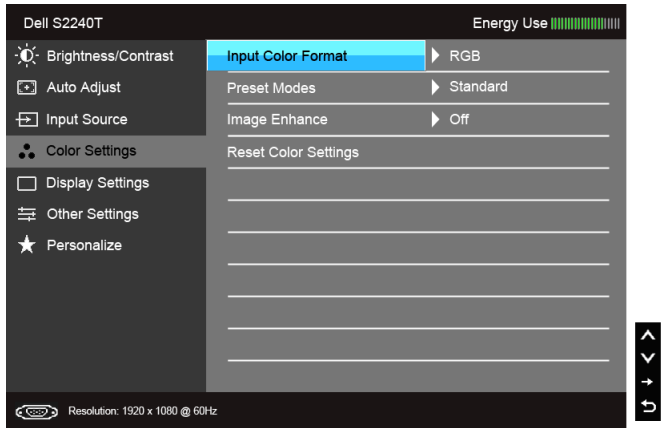 Dell S2240T
Energy Use
Brightness/Contrast
Auto Adjust
Input Source
Color Settings
Display Settings
Other Settings
Personalize
Input Color Format
RGB
Preset Modes
Standard
Image Enhance
Off
Reset Color Settings
Resolution: 1920 x 1080 @ 60Hz